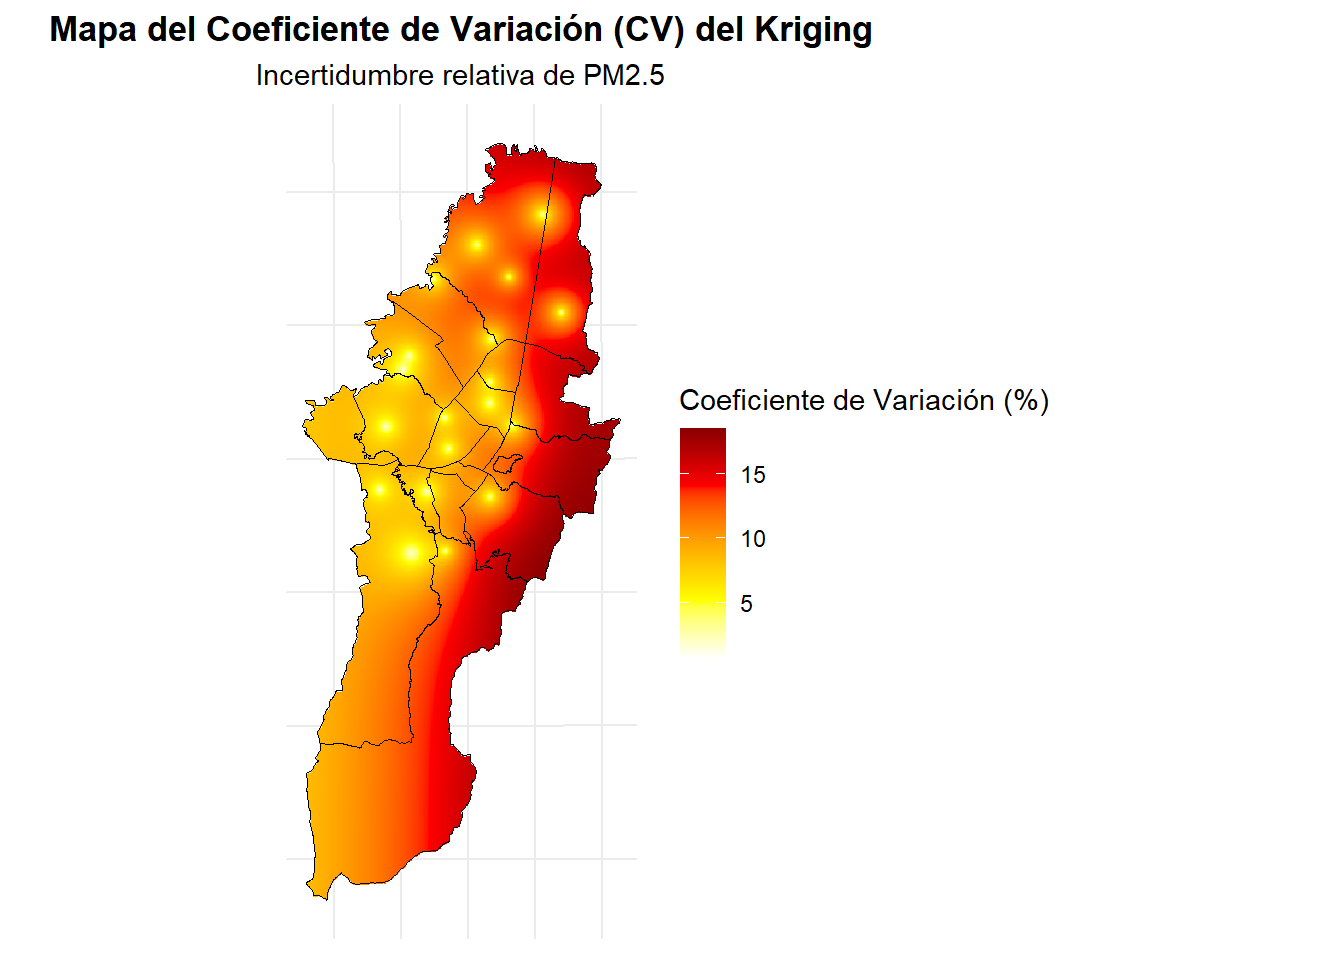 Mapa del Coeficiente de Variación (CV) del Kriging
Incertidumbre relativa de PM2.5
Coeficiente de Variación (%)
15
10
5